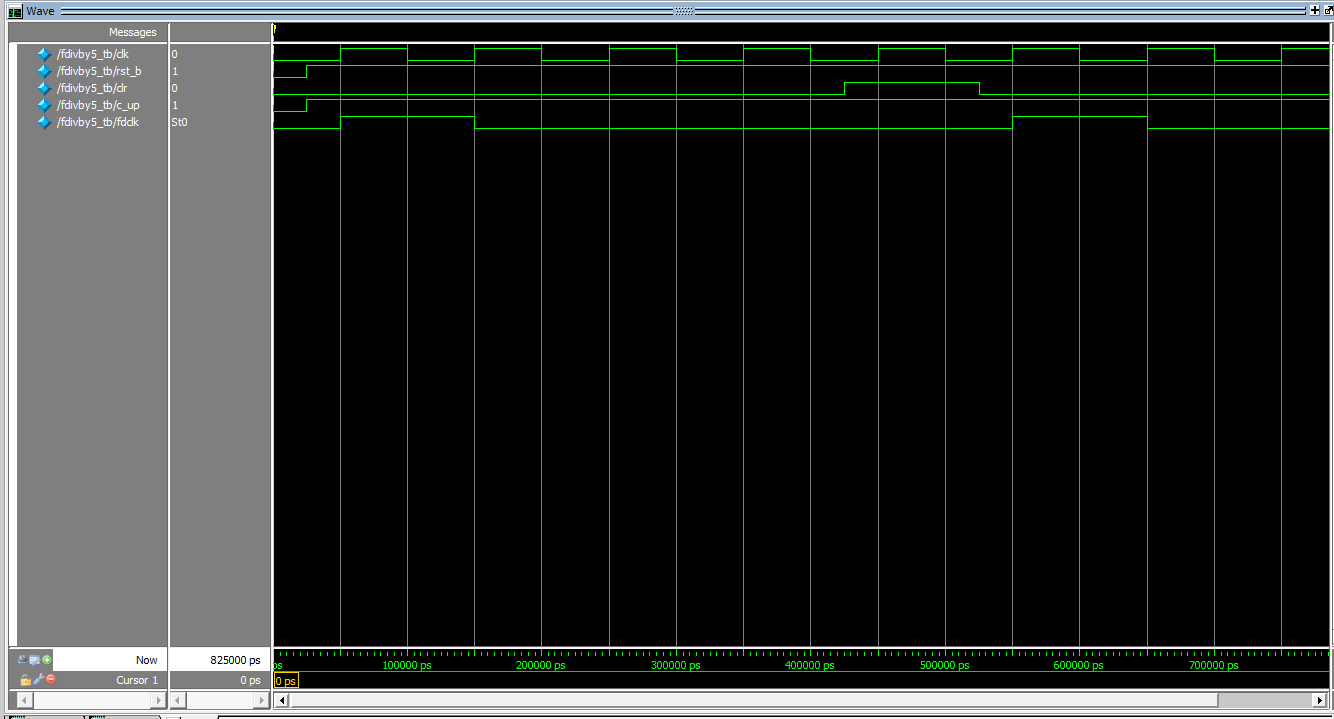 Wave
Messages
/fdivby5_tb/clk 0
/fdivby5_tb/rst_b 1
/fdivby5_tb/clr 0
/fdivby5_tb/c_up 1
/fdivby5_tb/fdclk St0
Now 825000 ps
ps 100000 ps 200000 ps 300000 ps 400000 ps 500000 ps 600000 ps 700000 ps
Cursor 1 0 ps 0 ps